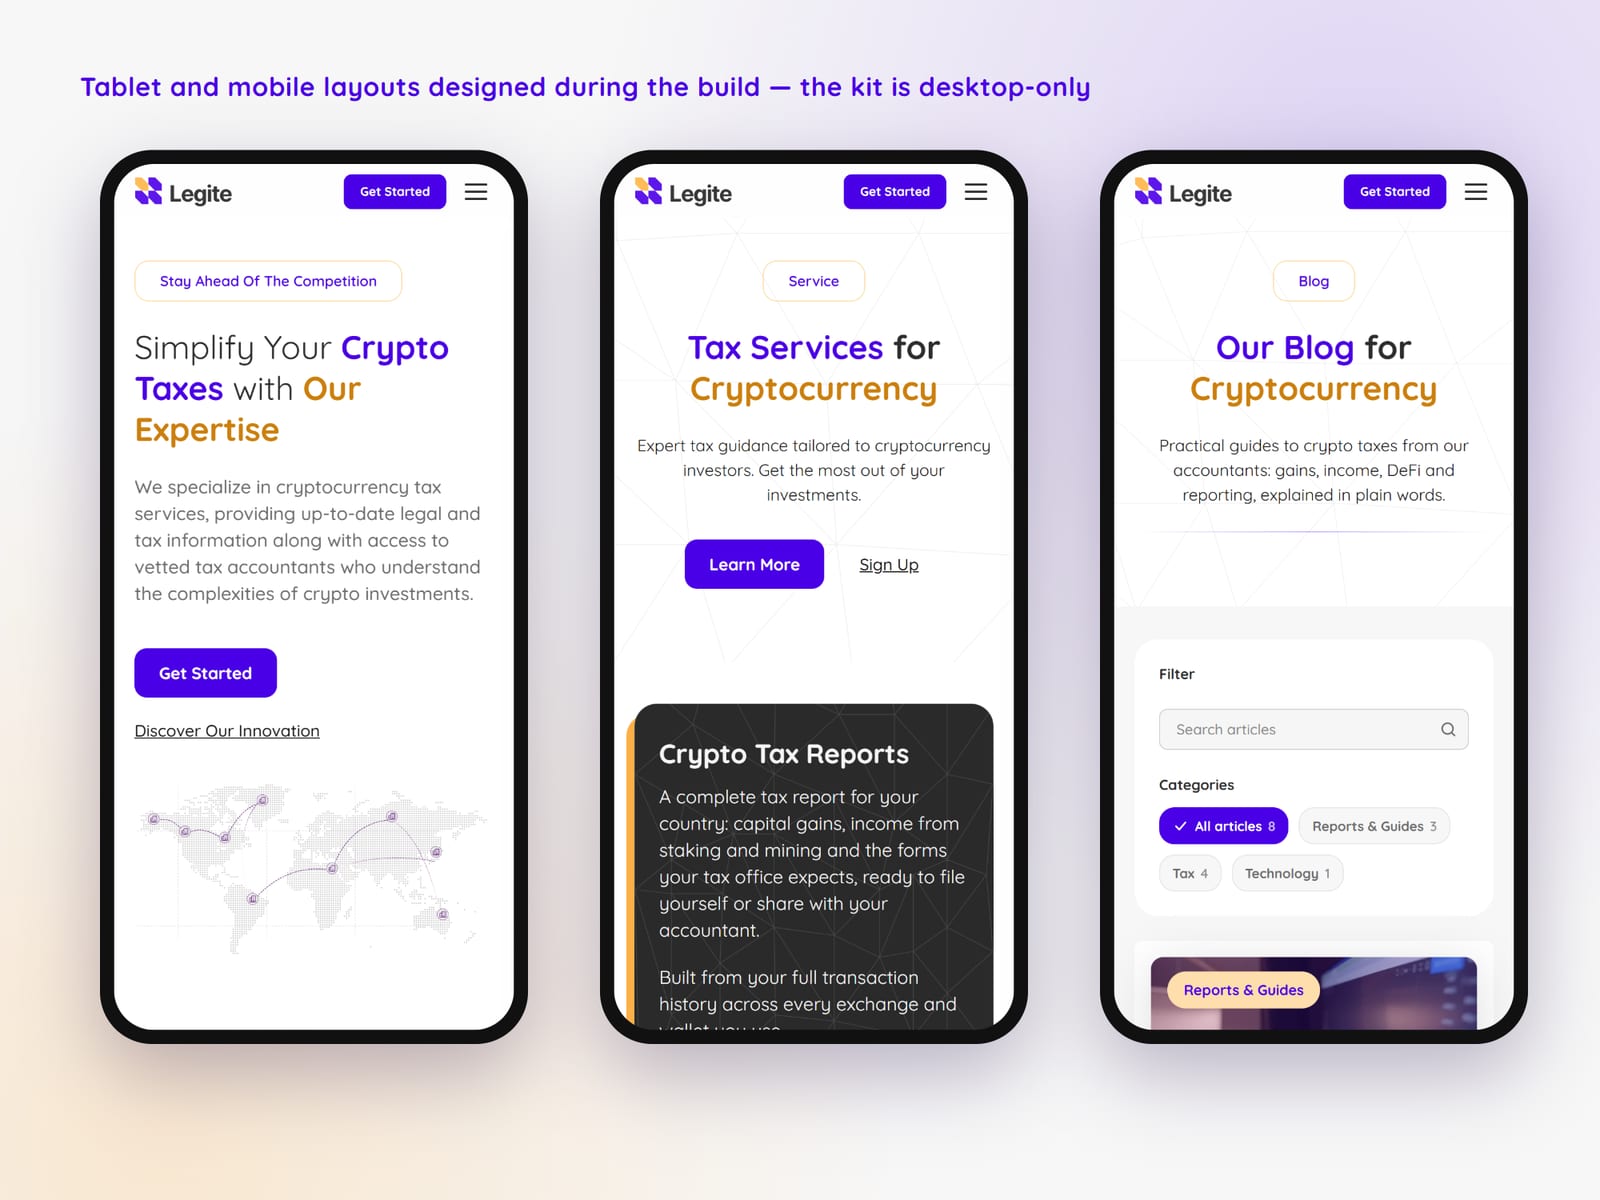 Tablet and mobile layouts designed during the build — the kit is desktop-only
Legite
Get Started
Stay Ahead Of The Competition
Simplify Your Crypto
Taxes with Our
Expertise
We specialize in cryptocurrency tax
services, providing up-to-date legal and
tax information along with access to
vetted tax accountants who understand
the complexities of crypto investments.
Get Started
Discover Our Innovation
Legite
Get Started
Service
Tax Services for
Cryptocurrency
Expert tax guidance tailored to cryptocurrency
investors. Get the most out of your
investments.
Learn More
Sign Up
Crypto Tax Reports
A complete tax report for your
country: capital gains, income from
staking and mining and the forms
your tax office expects, ready to file
yourself or share with your
accountant.
Built from your full transaction
history across every exchange and
wallet you use
Legite
Get Started
Blog
Our Blog for
Cryptocurrency
Practical guides to crypto taxes from our
accountants: gains, income, DeFi and
reporting, explained in plain words.
Filter
Search articles
Categories
All articles 8
Reports & Guides 3
Tax 4
Technology 1
Reports & Guides